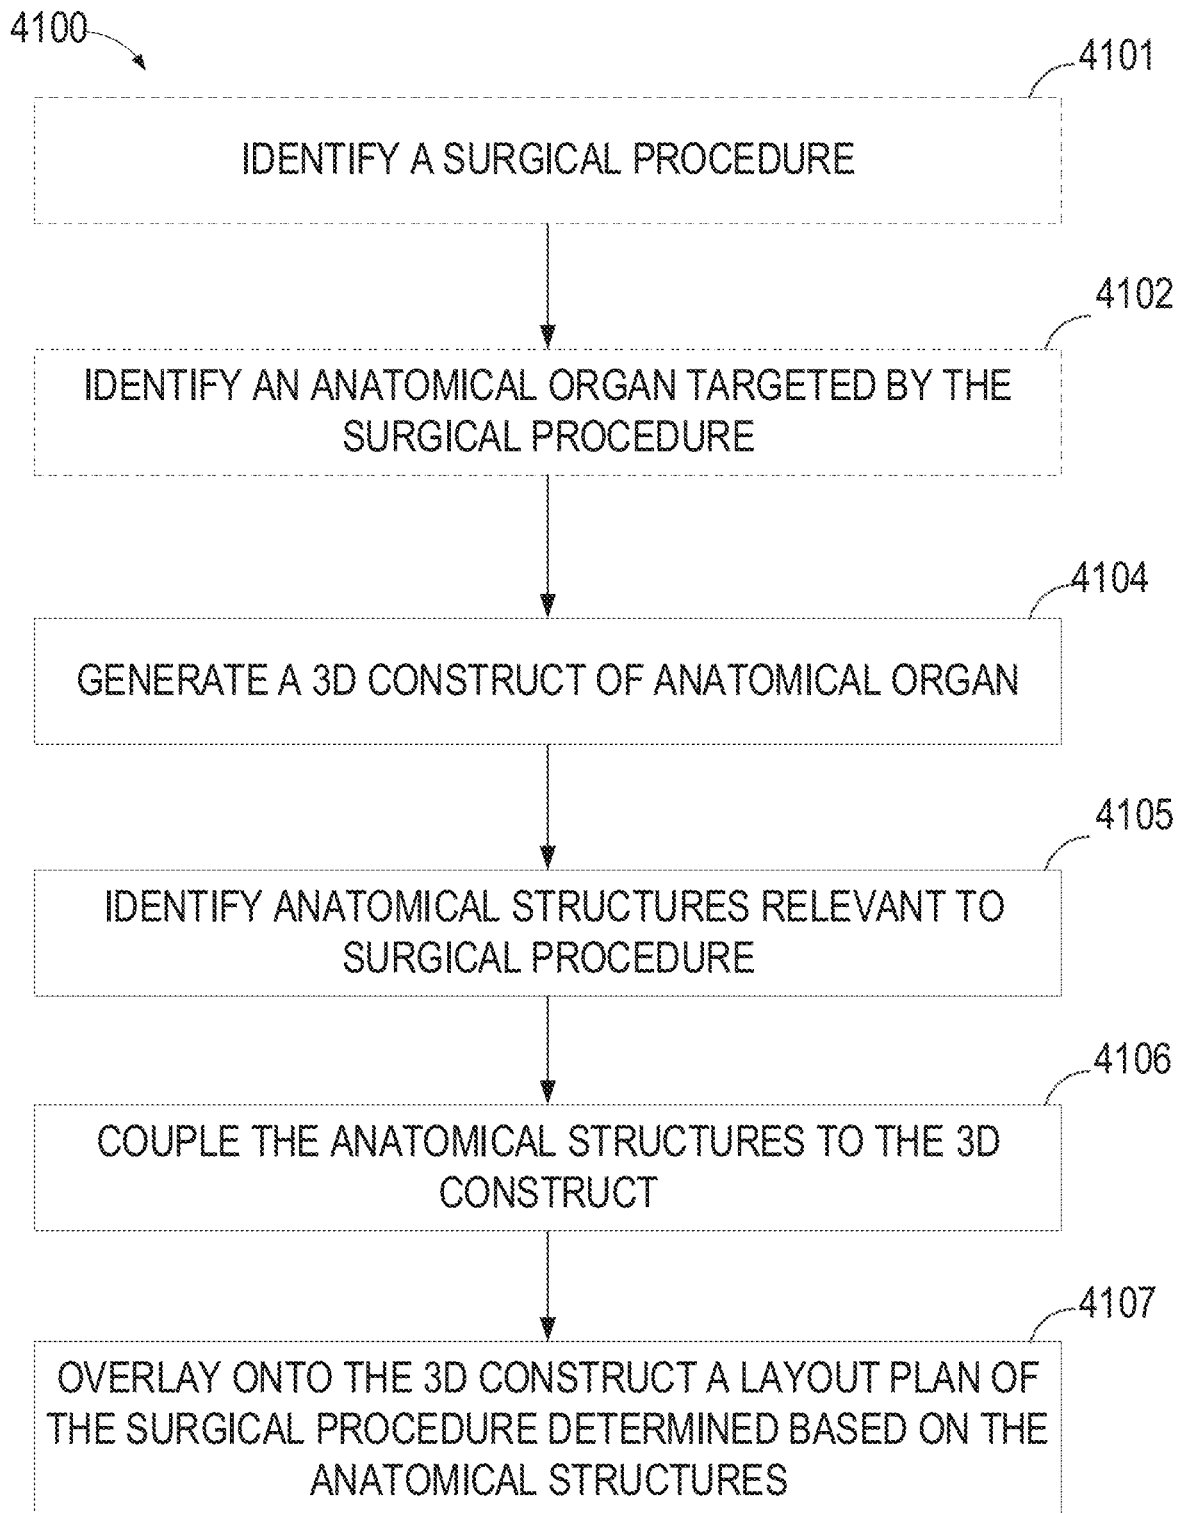 4100
4101
IDENTIFY A SURGICAL PROCEDURE
4102
IDENTIFY AN ANATOMICAL ORGAN TARGETED BY THE
SURGICAL PROCEDURE
4104
GENERATE A 3D CONSTRUCT OF ANATOMICAL ORGAN
4105
IDENTIFY ANATOMICAL STRUCTURES RELEVANT TO
SURGICAL PROCEDURE
4106
COUPLE THE ANATOMICAL STRUCTURES TO THE 3D
CONSTRUCT
4107
OVERLAY ONTO THE 3D CONSTRUCT A LAYOUT PLAN OF
THE SURGICAL PROCEDURE DETERMINED BASED ON THE
ANATOMICAL STRUCTURES